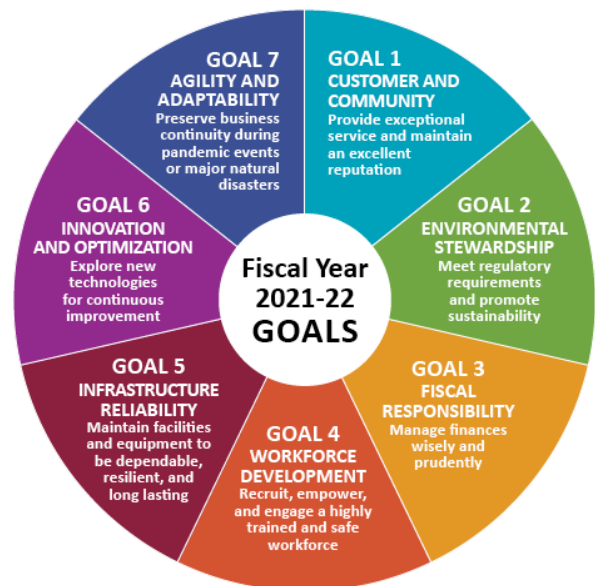 Fiscal Year
2021-22
GOALS
GOAL 1
CUSTOMER AND
COMMUNITY
Provide exceptional
service and maintain
an excellent
reputation
GOAL 2
ENVIRONMENTAL
STEWARDSHIP
Meet regulatory
requirements
and promote
sustainability
GOAL 3
FISCAL
RESPONSIBILITY
Manage finances
wisely and
prudently
GOAL 4
WORKFORCE
DEVELOPMENT
Recruit, empower,
and engage a highly
trained and safe
workforce
GOAL 5
INFRASTRUCTURE
RELIABILITY
Maintain facilities
and equipment to
be dependable,
resilient, and
long lasting
GOAL 6
INNOVATION
AND OPTIMIZATION
Explore new
technologies
for continuous
improvement
GOAL 7
AGILITY AND
ADAPTABILITY
Preserve business
continuity during
pandemic events
or major natural
disasters